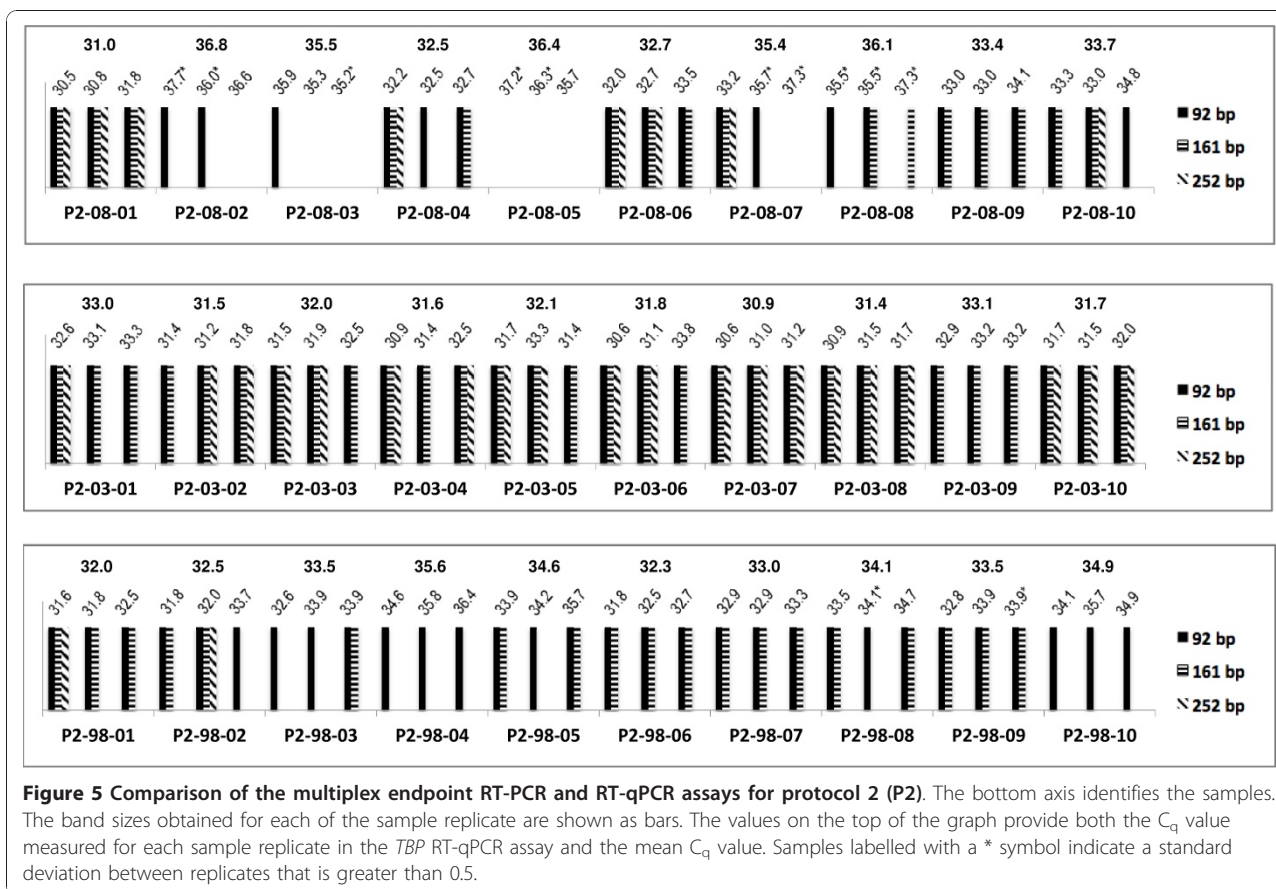 31.0 36.8 35.5 32.5 36.4 32.7 35.4 36.1 33.4 33.7
30.5 30.8 31.8 37.7* 36.0* 36.6 35.9 35.3 35.2* 32.2 32.5 32.7 37.2* 36.3* 35.7 32.0 32.7 33.5 33.2 35.7* 37.3* 35.5* 35.5* 37.3* 33.0 33.0 34.1 33.3 33.0 34.8
92 bp
161 bp
252 bp
P2-08-01 P2-08-02 P2-08-03 P2-08-04 P2-08-05 P2-08-06 P2-08-07 P2-08-08 P2-08-09 P2-08-10
33.0 31.5 32.0 31.6 32.1 31.8 30.9 31.4 33.1 31.7
32.6 33.1 33.3 31.4 31.2 31.8 31.5 31.9 32.5 30.9 31.4 32.5 31.7 33.3 31.4 30.6 31.1 33.8 30.6 31.0 31.2 30.9 31.5 31.7 32.9 33.2 33.2 31.7 31.5 32.0
92 bp
161 bp
252 bp
P2-03-01 P2-03-02 P2-03-03 P2-03-04 P2-03-05 P2-03-06 P2-03-07 P2-03-08 P2-03-09 P2-03-10
32.0 32.5 33.5 35.6 34.6 32.3 33.0 34.1 33.5 34.9
31.6 31.8 32.5 31.8 32.0 33.7 32.6 33.9 33.9 34.6 35.8 36.4 33.9 34.2 35.7 31.8 32.5 32.7 32.9 32.9 33.3 33.5 34.1* 34.7 32.8 33.9 33.9* 34.1 35.7 34.9
92 bp
161 bp
252 bp
P2-98-01 P2-98-02 P2-98-03 P2-98-04 P2-98-05 P2-98-06 P2-98-07 P2-98-08 P2-98-09 P2-98-10
Figure 5 Comparison of the multiplex endpoint RT-PCR and RT-qPCR assays for protocol 2 (P2). The bottom axis identifies the samples.
The band sizes obtained for each of the sample replicate are shown as bars. The values on the top of the graph provide both the Cq value
measured for each sample replicate in the TBP RT-qPCR assay and the mean Cq value. Samples labelled with a * symbol indicate a standard
deviation between replicates that is greater than 0.5.